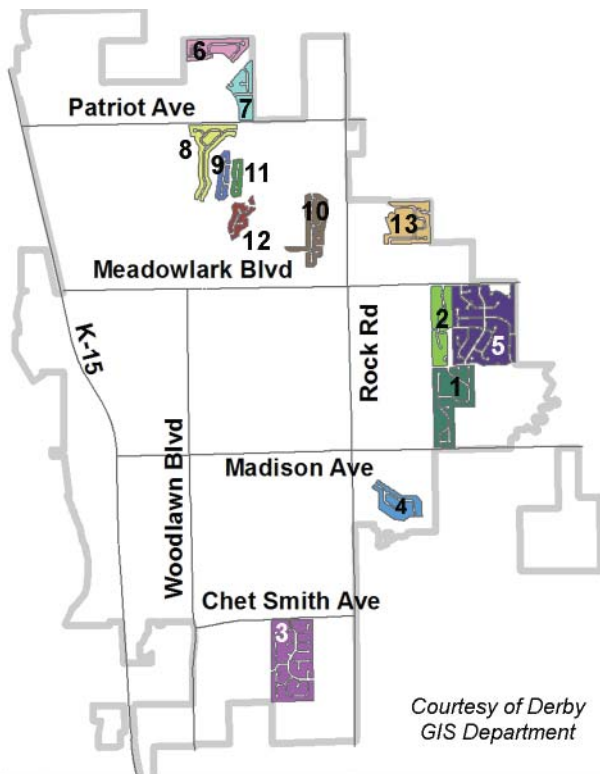 6
Patriot Ave
7
8
9
11
10
12
13
Meadowlark Blvd
2
5
K-15
Rock Rd
1
Woodlawn Blvd
Madison Ave
4
Chet Smith Ave
3
Courtesy of Derby
GIS Department